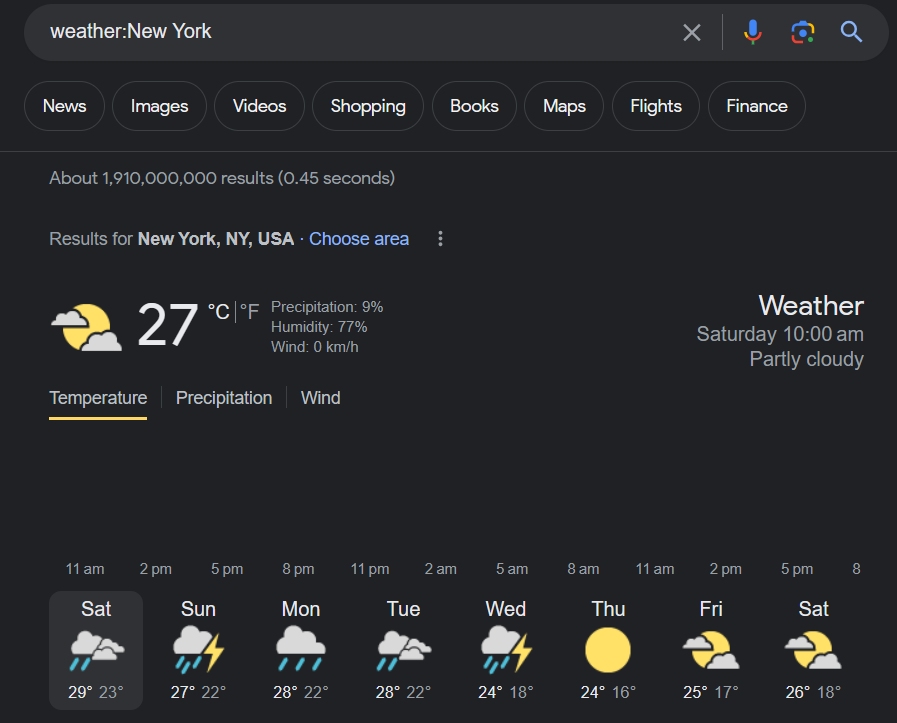 weather:New York
News Images Videos Shopping Books Maps Flights Finance
About 1,910,000,000 results (0.45 seconds)
Results for New York, NY, USA · Choose area
27 °C | °F
Precipitation: 9%
Humidity: 77%
Wind: 0 km/h
Weather
Saturday 10:00 am
Partly cloudy
Temperature | Precipitation | Wind
11 am 2 pm 5 pm 8 pm 11 pm 2 am 5 am 8 am 11 am 2 pm 5 pm 8
Sat Sun Mon Tue Wed Thu Fri Sat
29° 23° 27° 22° 28° 22° 28° 22° 24° 18° 24° 16° 25° 17° 26° 18°